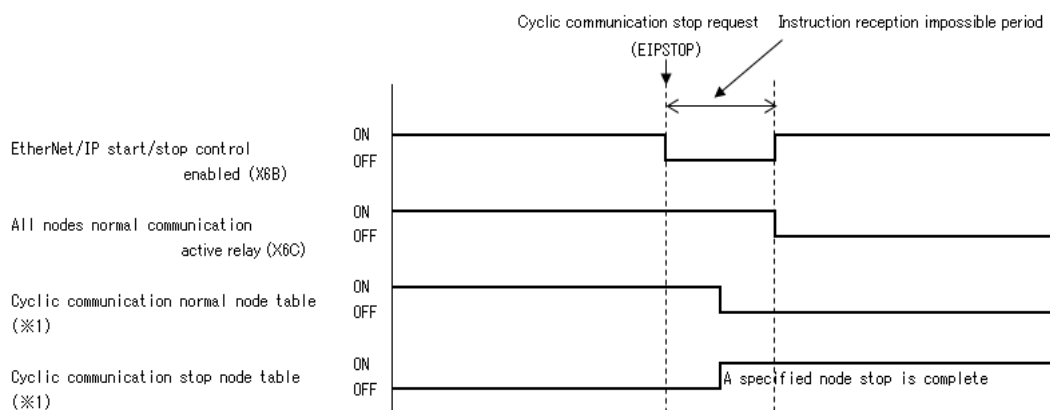 Cyclic communication stop request
(EIPSTOP)
Instruction reception impossible period
EtherNet/IP start/stop control
enabled (X6B)
ON
OFF
All nodes normal communication
active relay (X6C)
ON
OFF
Cyclic communication normal node table
(※1)
ON
OFF
Cyclic communication stop node table
(※1)
ON
OFF
A specified node stop is complete